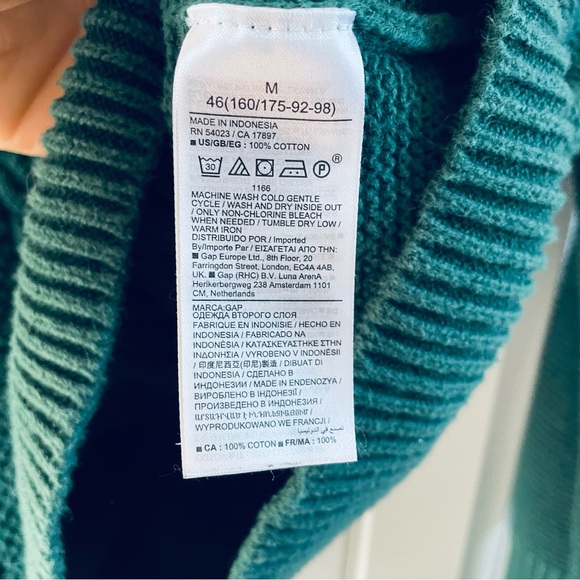 M
46(160/175-92-98)
MADE IN INDONESIA
RN 54023 / CA 17897
■ US/GB/EG : 100% COTTON
30 P ®
1166
MACHINE WASH COLD GENTLE
CYCLE / WASH AND DRY INSIDE OUT
/ ONLY NON-CHLORINE BLEACH
WHEN NEEDED / TUMBLE DRY LOW /
WARM IRON
DISTRIBUIDO POR / Imported
By/Importe Par / ΕΙΣΑΓΕΤΑΙ ΑΠΟ ΤΗΝ:
■ Gap Europe Ltd., 8th Floor, 20
Farringdon Street, London, EC4A 4AB,
UK. ■ Gap (RHC) B.V. Luna ArenA
Herikerbergweg 238 Amsterdam 1101
CM, Netherlands
МАRСА:GAP
ОДЕЖДА ВТОРОГО СЛОЯ
FABRIQUE EN INDONISIE / HECHO EN
INDONESIA / FABRICADO NA
INDONÉSIA / ΚΑΤΑΣΚΕΥΑΣΤΗΚΕ ΣΤΗΝ
ΙΝΔΟΝΗΣΙΑ / VYROBENO V INDONÉSII
/ 印度尼西亚(印尼)製造 / DIBUAT DI
INDONESIA / СДЕЛАНО В
ИНДОНЕЗИИ / MADE IN ENDENOZYA /
ВИРОБЛЕНО В ІНДОНЕЗІЇ /
ПРОИЗВЕДЕНО В ИНДОНЕЗИЯ /
ԱՐՏԱԴՐՎԱԾ Է ԻՆԴՈՆԵԶԻԱՅՈՒՄ /
WYPRODUKOWANO WE FRANCJI /
■ CA : 100% COTON ■ FR/MA : 100%